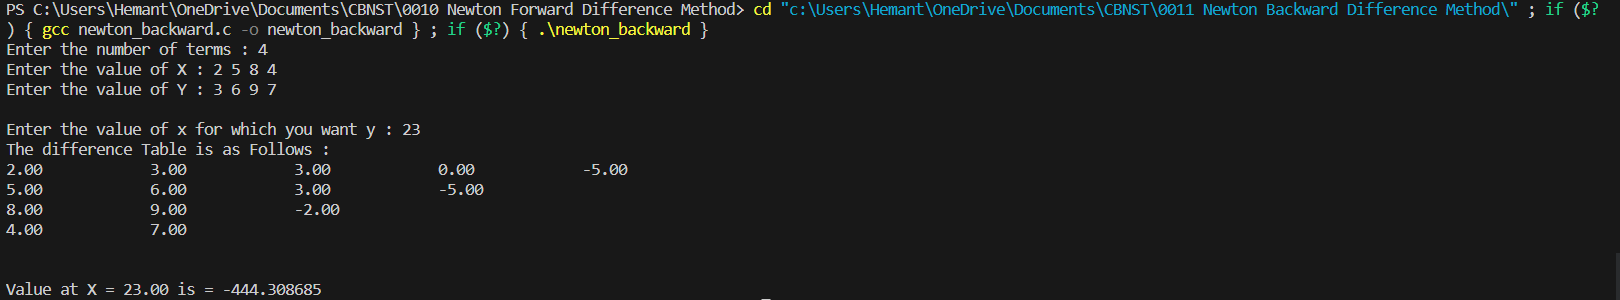 PS C:\Users\Hemant\OneDrive\Documents\CBNST\0010 Newton Forward Difference Method> cd "c:\Users\Hemant\OneDrive\Documents\CBNST\0011 Newton Backward Difference Method\" ; if ($?
) { gcc newton_backward.c -o newton_backward } ; if ($?) { .\newton_backward }
Enter the number of terms : 4
Enter the value of X : 2 5 8 4
Enter the value of Y : 3 6 9 7
Enter the value of x for which you want y : 23
The difference Table is as Follows :
2.00 3.00 3.00 0.00 -5.00
5.00 6.00 3.00 -5.00
8.00 9.00 -2.00
4.00 7.00
Value at X = 23.00 is = -444.308685